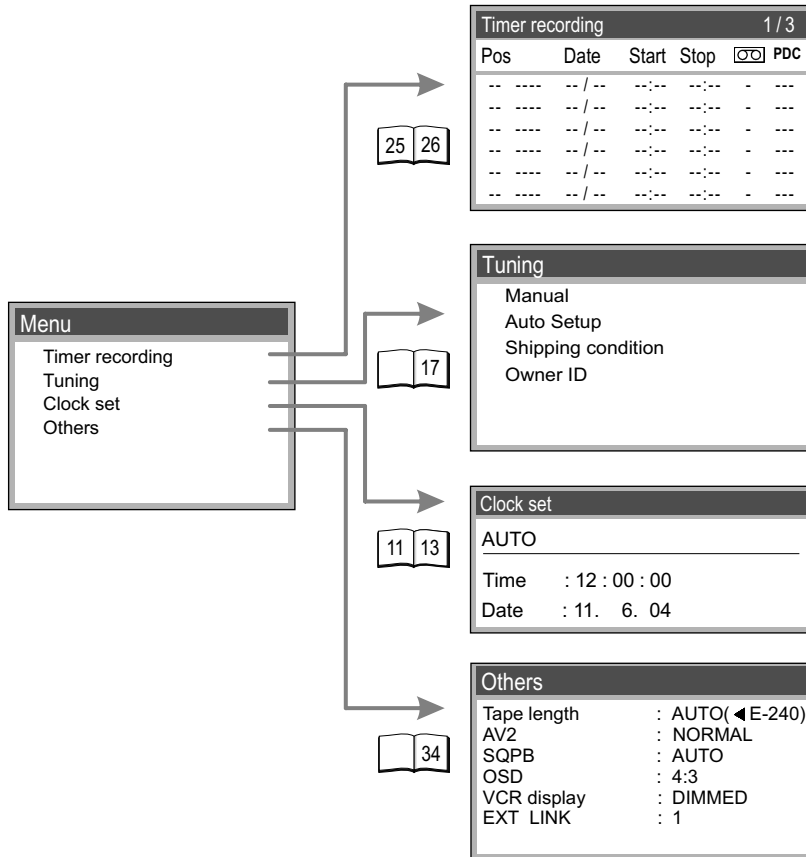 Timer recording 1 / 3
Pos Date Start Stop PDC
-- ---- -- / -- --:-- --:-- - ---
-- ---- -- / -- --:-- --:-- - ---
-- ---- -- / -- --:-- --:-- - ---
-- ---- -- / -- --:-- --:-- - ---
-- ---- -- / -- --:-- --:-- - ---
-- ---- -- / -- --:-- --:-- - ---
25 26
Menu
Timer recording
Tuning
Clock set
Others
Tuning
Manual
Auto Setup
Shipping condition
Owner ID
17
Clock set
AUTO
Time : 12 : 00 : 00
Date : 11. 6. 04
11 13
Others
Tape length : AUTO(◀E-240)
AV2 : NORMAL
SQPB : AUTO
OSD : 4:3
VCR display : DIMMED
EXT LINK : 1
34